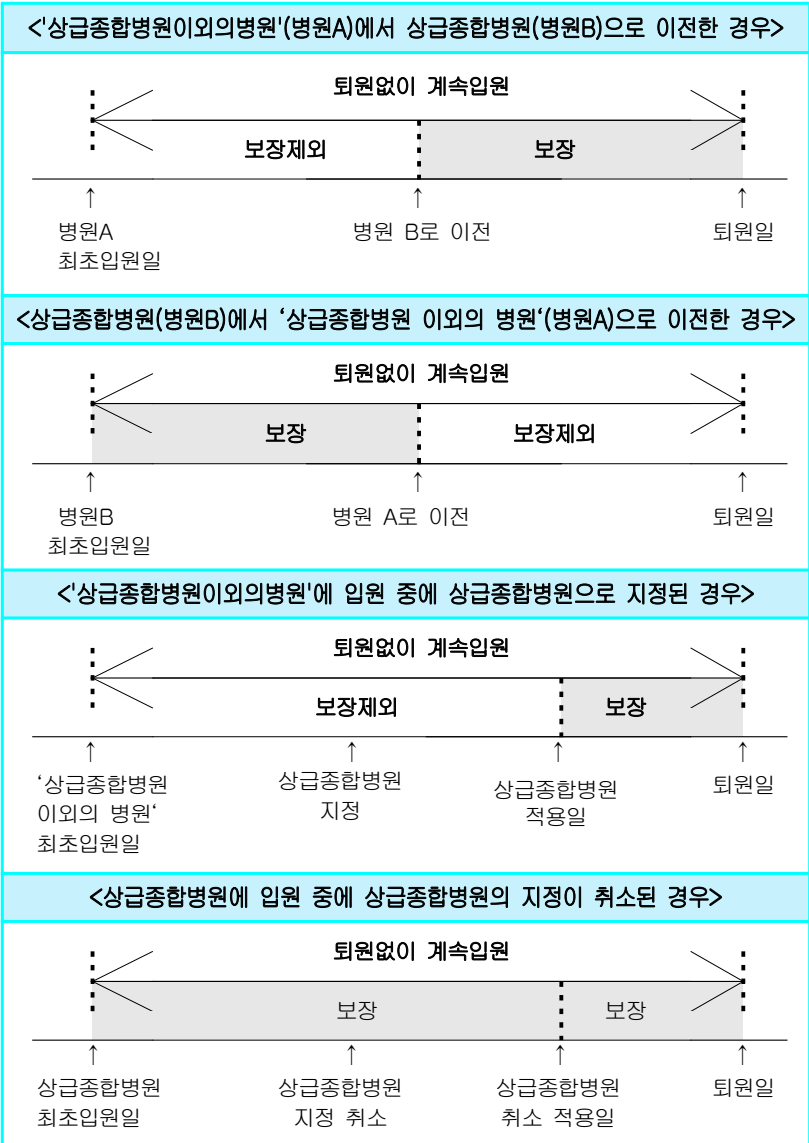 <'상급종합병원이외의병원'(병원A)에서 상급종합병원(병원B)으로 이전한 경우>
퇴원없이 계속입원
보장제외 보장
↑ ↑ ↑
병원A 병원 B로 이전 퇴원일
최초입원일
<상급종합병원(병원B)에서 ‘상급종합병원 이외의 병원‘(병원A)으로 이전한 경우>
퇴원없이 계속입원
보장 보장제외
↑ ↑ ↑
병원B 병원 A로 이전 퇴원일
최초입원일
<'상급종합병원이외의병원'에 입원 중에 상급종합병원으로 지정된 경우>
퇴원없이 계속입원
보장제외 보장
↑ ↑ ↑ ↑
‘상급종합병원 상급종합병원 상급종합병원 퇴원일
이외의 병원‘ 지정 적용일
최초입원일
<상급종합병원에 입원 중에 상급종합병원의 지정이 취소된 경우>
퇴원없이 계속입원
보장 보장
↑ ↑ ↑ ↑
상급종합병원 상급종합병원 상급종합병원 퇴원일
최초입원일 지정 취소 취소 적용일